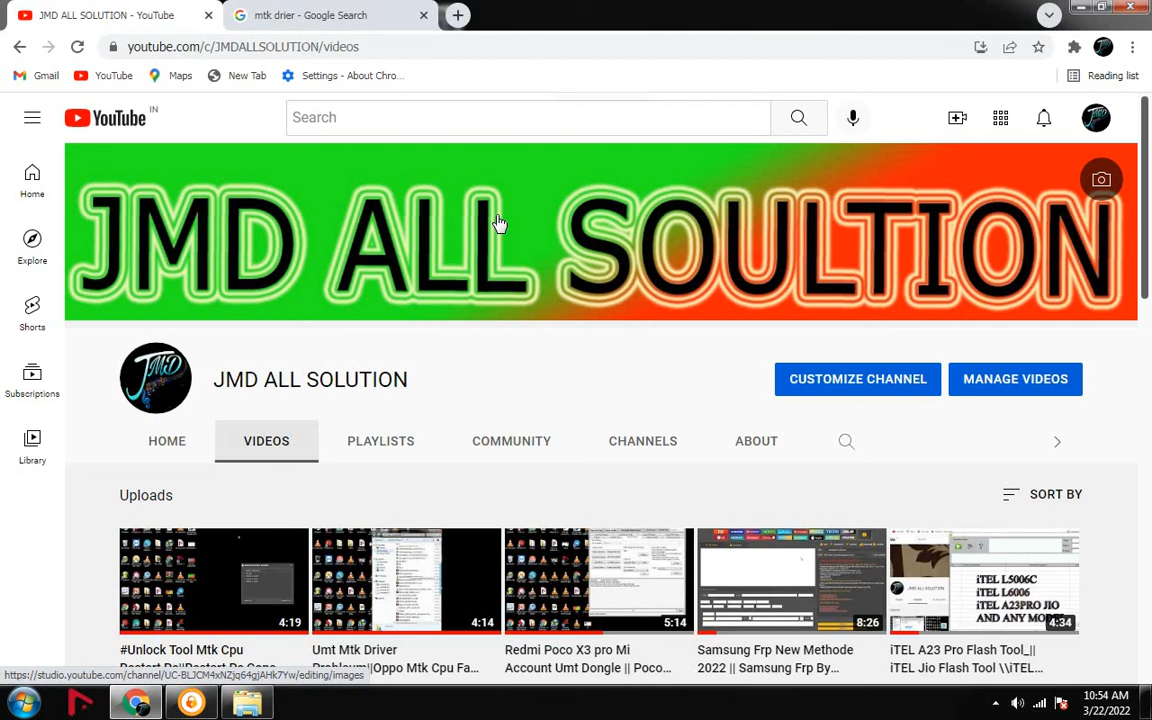 JMD ALL SOLUTION - YouTube
mtk drier - Google Search
youtube.com/c/JMDALLSOLUTION/videos
Gmail
YouTube
Maps
New Tab
Settings - About Chro...
Reading list
YouTube IN
Search
JMD ALL SOULTION
Home
Explore
Shorts
Subscriptions
Library
JMD
JMD ALL SOLUTION
CUSTOMIZE CHANNEL
MANAGE VIDEOS
HOME
VIDEOS
PLAYLISTS
COMMUNITY
CHANNELS
ABOUT
Uploads
SORT BY
4:19
4:14
5:14
8:26
JMD ALL SOLUTION
iTEL L5006C
iTEL L6006
iTEL A23PRO JIO
AND ANY MODE
4:34
#Unlock Tool Mtk Cpu
Umt Mtk Driver
Account Umt Dongle || Poco...
Redmi Poco X3 pro Mi
Samsung Frp New Methode
2022 || Samsung Frp By...
iTEL A23 Pro Flash Tool_||
iTEL Jio Flash Tool \\iTEL...
https://studio.youtube.com/channel/UC-BLJCM4xNZjq64gjAHk7Yw/editing/images
10:54 AM
3/22/2022